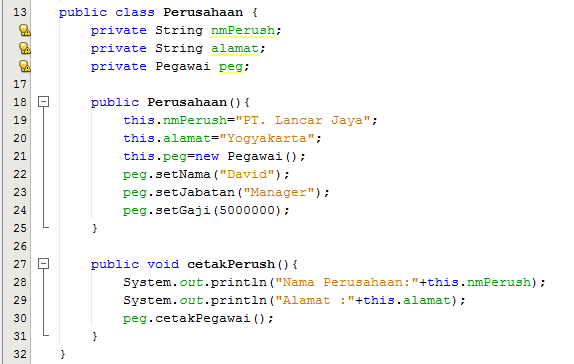 13 public class Perusahaan {
private String nmPerush;
private String alamat;
private Pegawai peg;
17
18 public Perusahaan(){
19 this.nmPerush="PT. Lancar Jaya";
20 this.alamat="Yogyakarta";
21 this.peg=new Pegawai();
22 peg.setNama("David");
23 peg.setJabatan("Manager");
24 peg.setGaji(5000000);
25 }
26
27 public void cetakPerush(){
28 System.out.println("Nama Perusahaan:"+this.nmPerush);
29 System.out.println("Alamat :"+this.alamat);
30 peg.cetakPegawai();
31 }
32 }